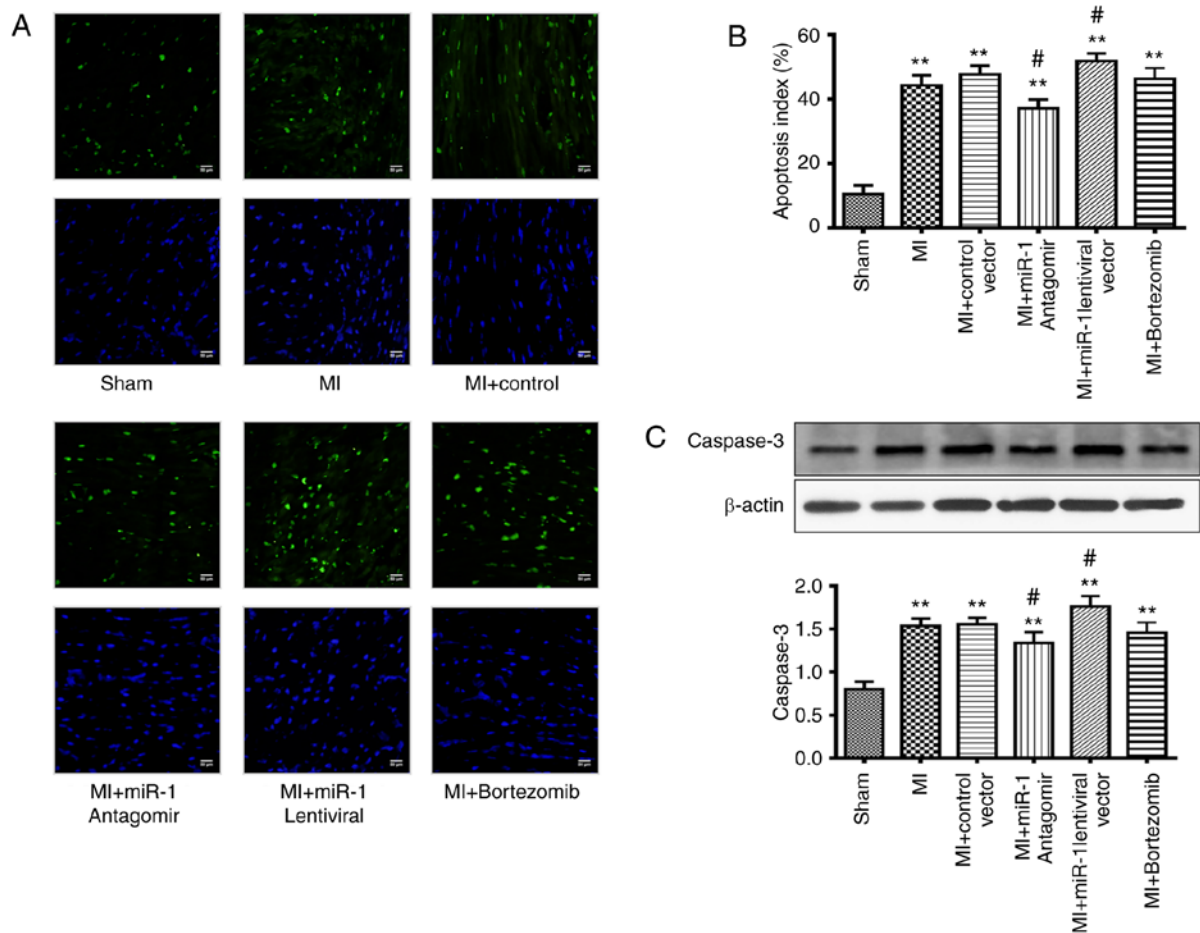 A
Sham
MI
MI+control
MI+miR-1
Antagomir
MI+miR-1
Lentiviral
MI+Bortezomib
B
Apoptosis index (%)
60
40
20
0
**
**
#
**
#
**
**
Sham
MI
MI+control
vector
MI+miR-1
Antagomir
MI+miR-1lentiviral
vector
MI+Bortezomib
C
Caspase-3
β-actin
Caspase-3
2.0
1.5
1.0
0.5
0.0
**
**
#
**
#
**
**
Sham
MI
MI+control
vector
MI+miR-1
Antagomir
MI+miR-1lentiviral
vector
MI+Bortezomib